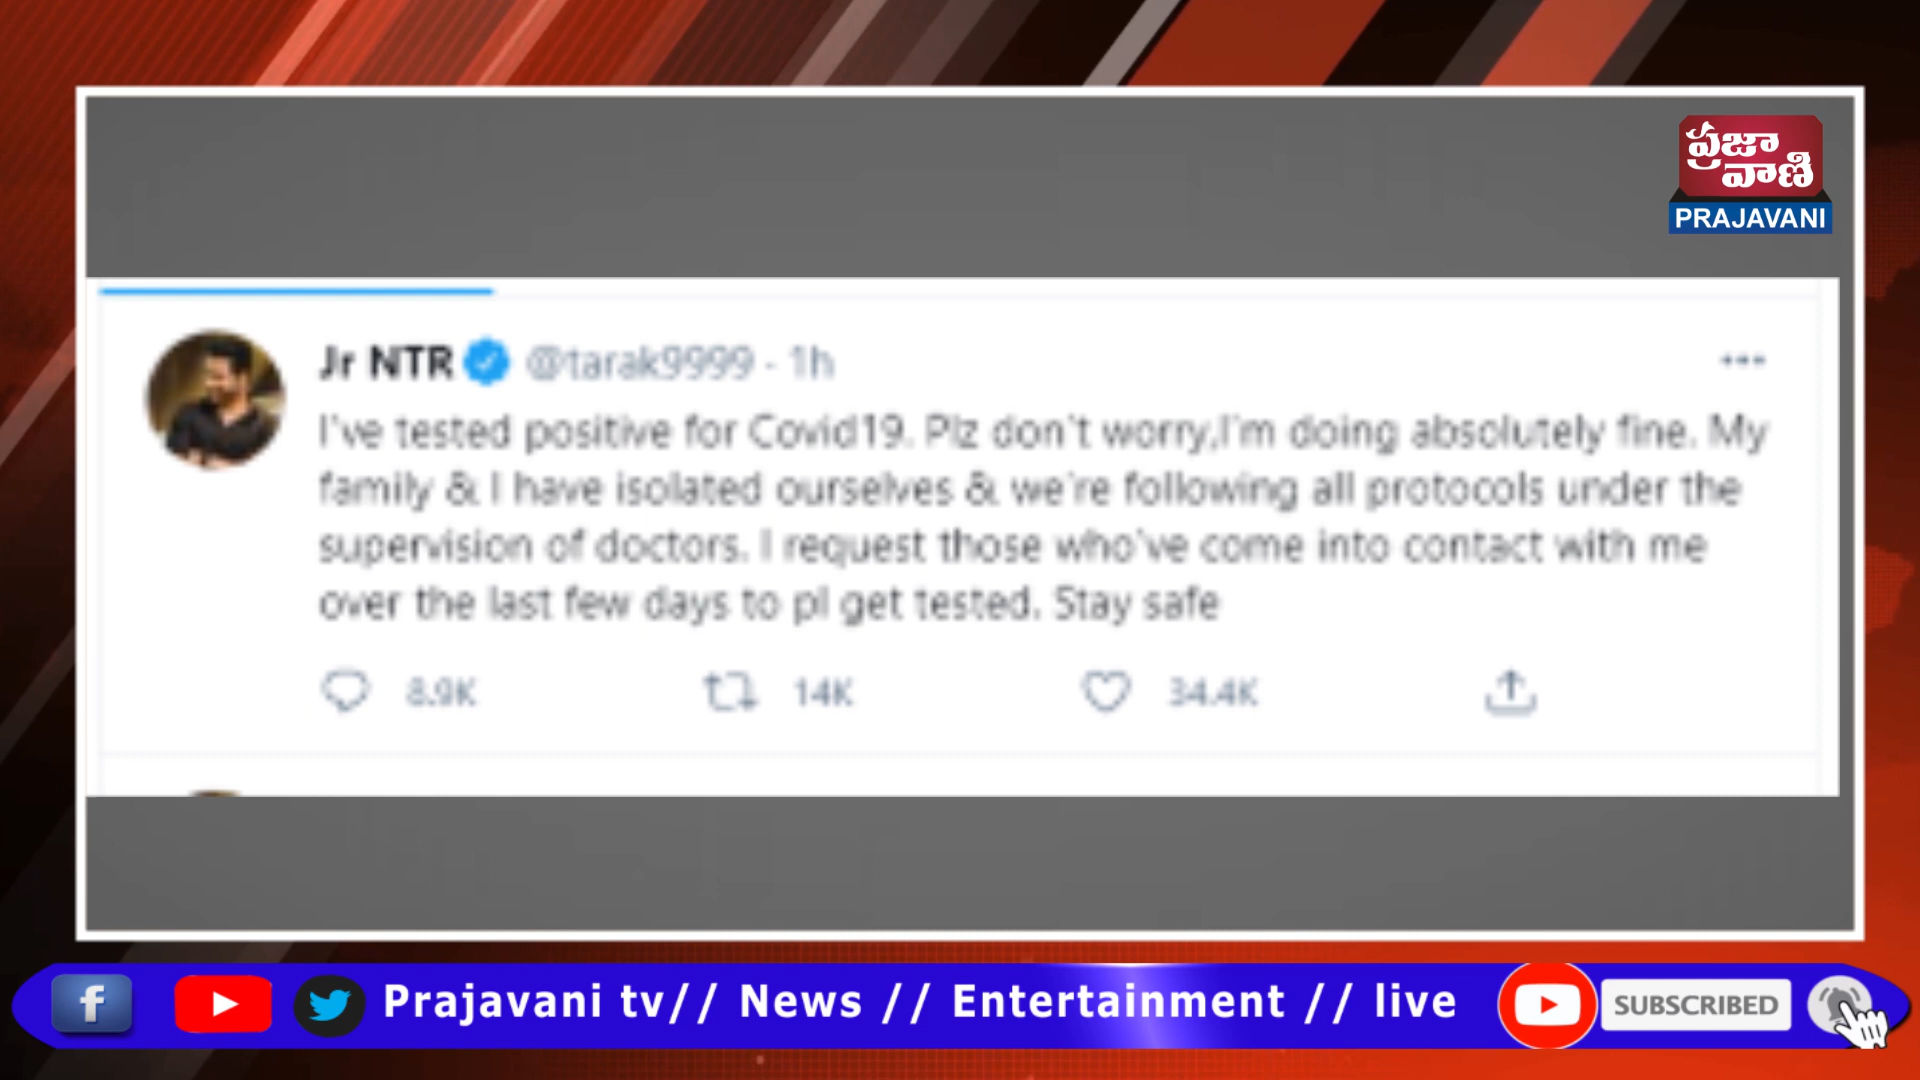 ప్రజా
వాణి
PRAJAVANI
Jr NTR @tarak9999 · 1h
I've tested positive for Covid19. Plz don't worry,I'm doing absolutely fine. My
family & I have isolated ourselves & we're following all protocols under the
supervision of doctors. I request those who've come into contact with me
over the last few days to pl get tested. Stay safe
8.9K 14K 34.4K
Prajavani tv// News // Entertainment // live
SUBSCRIBED